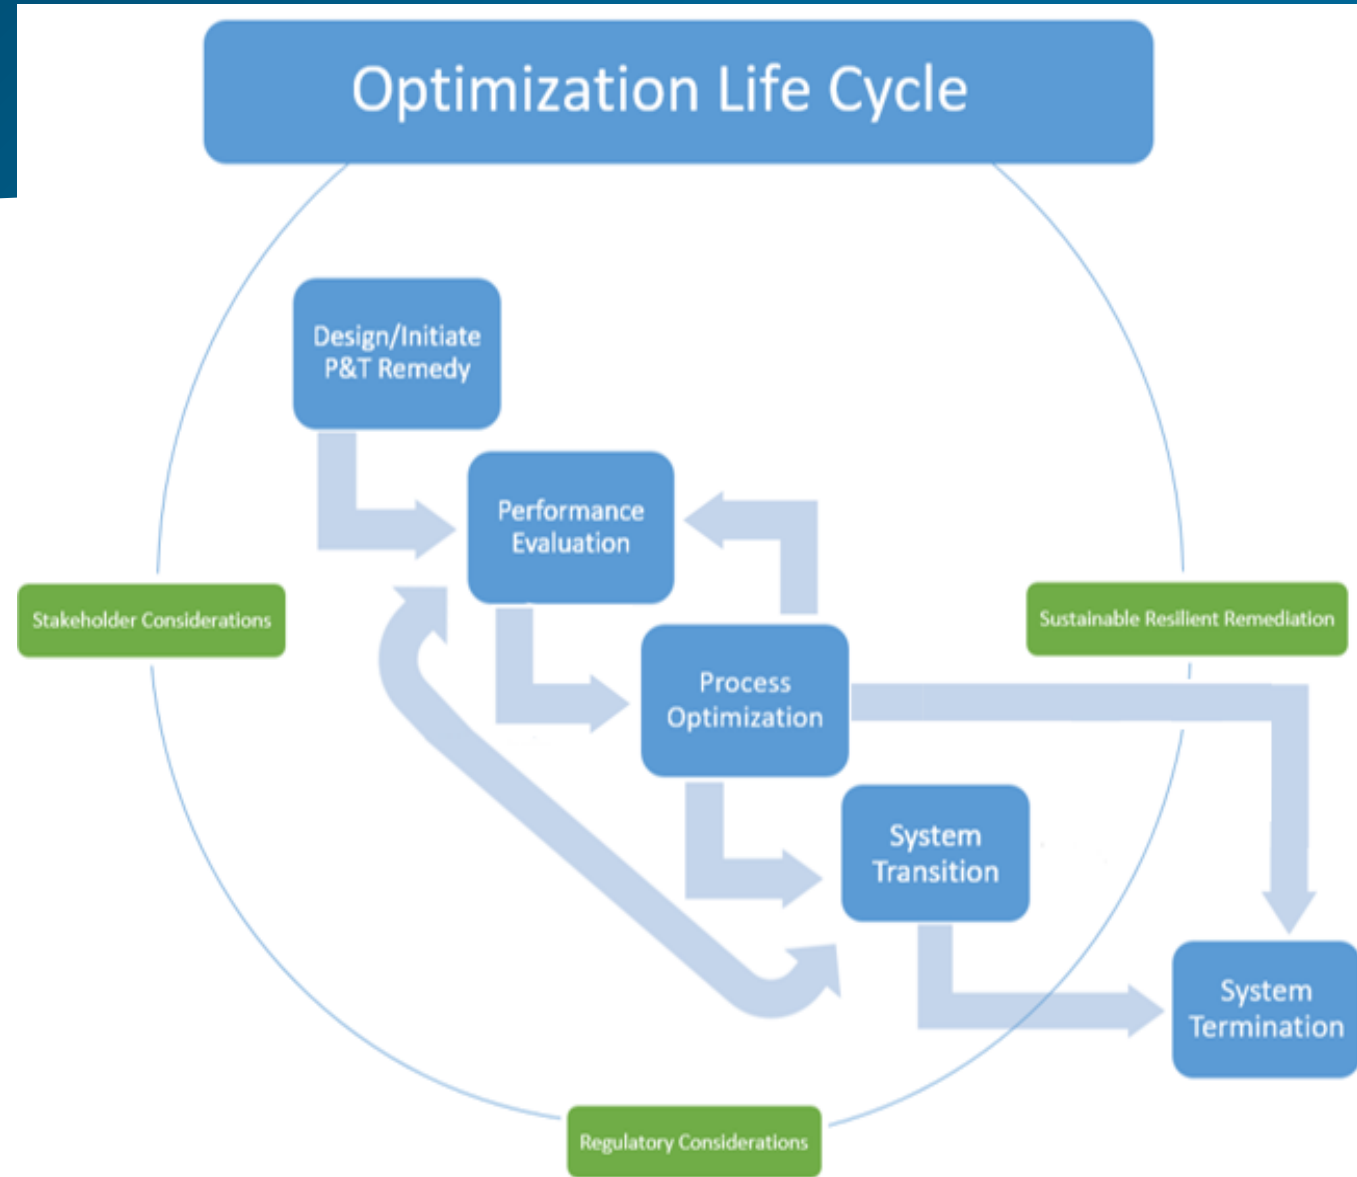 Optimization Life Cycle
Design/Initiate
P&T Remedy
Performance
Evaluation
Stakeholder Considerations
Sustainable Resilient Remediation
Process
Optimization
System
Transition
System
Termination
Regulatory Considerations